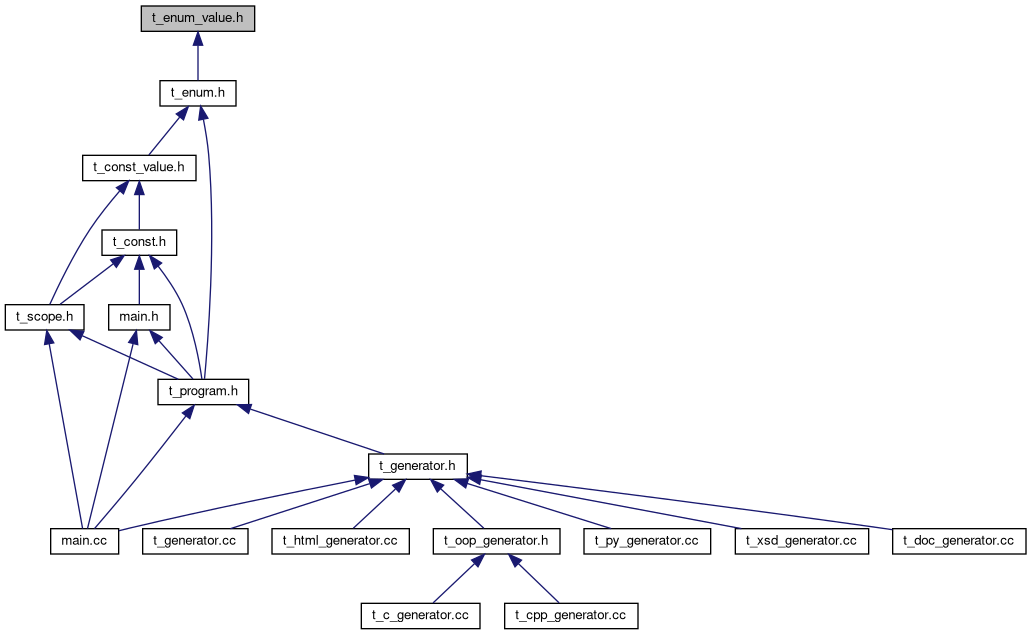 t_enum_value.h
t_enum.h
t_const_value.h
t_const.h
t_scope.h
main.h
t_program.h
t_generator.h
main.cc
t_generator.cc
t_html_generator.cc
t_oop_generator.h
t_py_generator.cc
t_xsd_generator.cc
t_doc_generator.cc
t_c_generator.cc
t_cpp_generator.cc